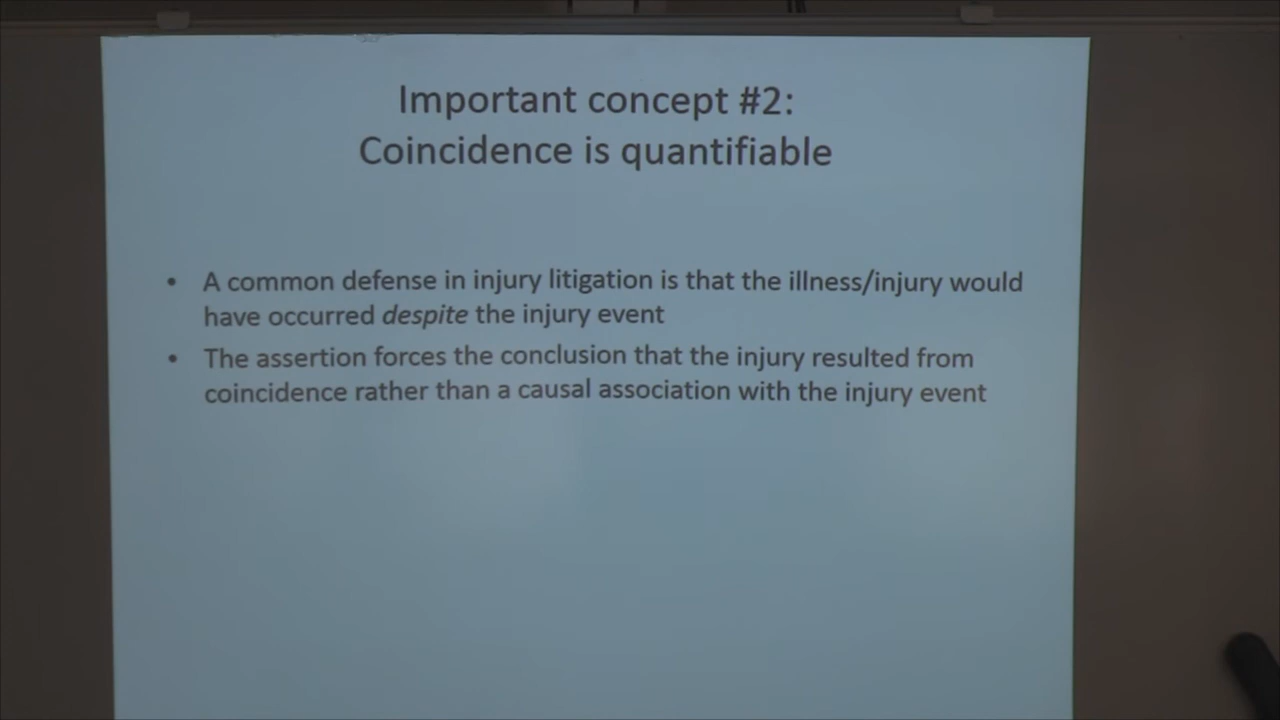 Important concept #2:
Coincidence is quantifiable
• A common defense in injury litigation is that the illness/injury would
have occurred despite the injury event
• The assertion forces the conclusion that the injury resulted from
coincidence rather than a causal association with the injury event